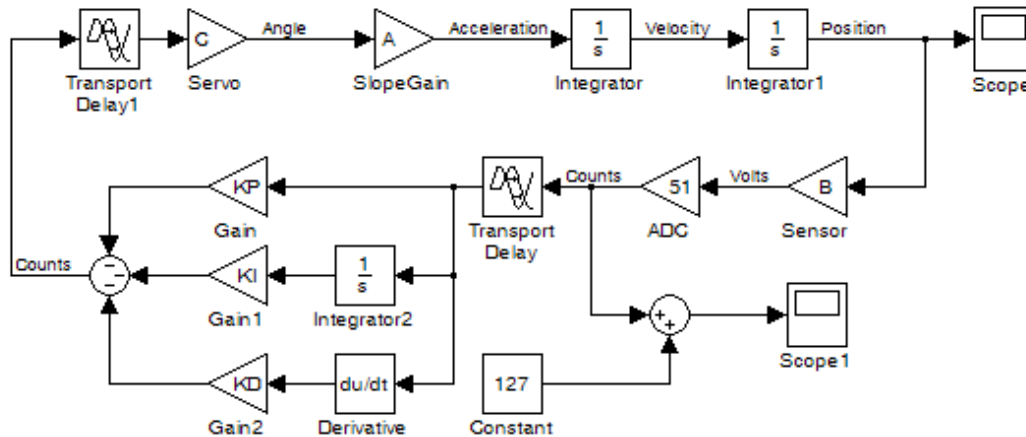 C
Angle
A
Acceleration
1
s
Velocity
1
s
Position
Transport
Delay1
Servo
SlopeGain
Integrator
Integrator1
Scope
KP
Gain
Counts
51
Volts
B
Transport
Delay
ADC
Sensor
Counts
KI
Gain1
1
s
Integrator2
Scope1
KD
Gain2
du/dt
Derivative
127
Constant